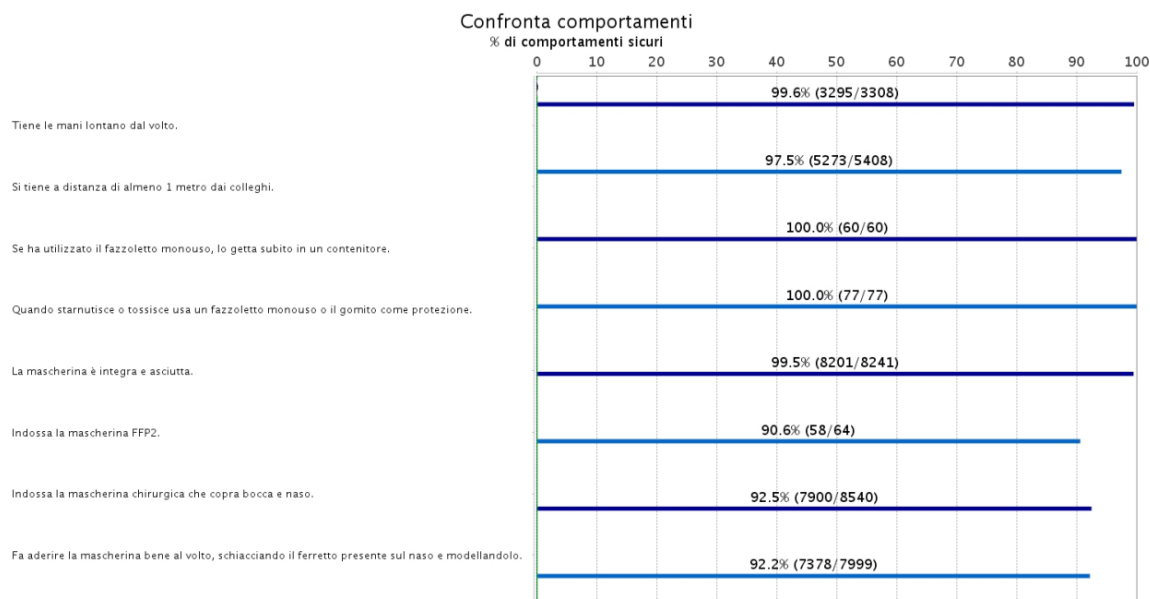 Confronta comportamenti
% di comportamenti sicuri
0 10 20 30 40 50 60 70 80 90 100
99.6% (3295/3308)
Tiene le mani lontano dal volto.
97.5% (5273/5408)
Si tiene a distanza di almeno 1 metro dai colleghi.
100.0% (60/60)
Se ha utilizzato il fazzoletto monouso, lo getta subito in un contenitore.
100.0% (77/77)
Quando starnutisce o tossisce usa un fazzoletto monouso o il gomito come protezione.
99.5% (8201/8241)
La mascherina è integra e asciutta.
90.6% (58/64)
Indossa la mascherina FFP2.
92.5% (7900/8540)
Indossa la mascherina chirurgica che copra bocca e naso.
92.2% (7378/7999)
Fa aderire la mascherina bene al volto, schiacciando il ferretto presente sul naso e modellandolo.